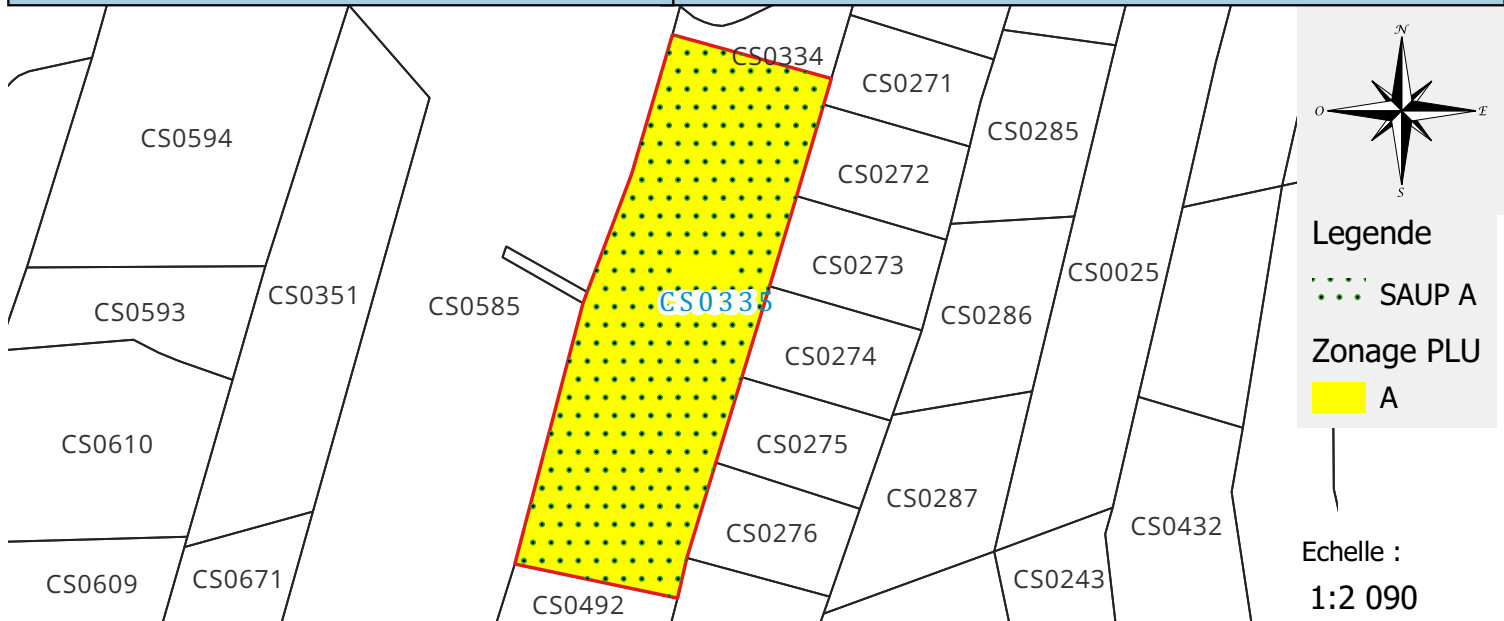 CS0334
CS0271
CS0594
CS0285
CS0272
CS0273
CS0025
CS0351
CS0593
CS0585
CS0335
CS0286
CS0274
CS0610
CS0275
CS0287
CS0432
CS0276
CS0609
CS0671
CS0243
CS0492
N
O
E
S
Legende
SAUP A
Zonage PLU
A
Echelle :
1:2 090